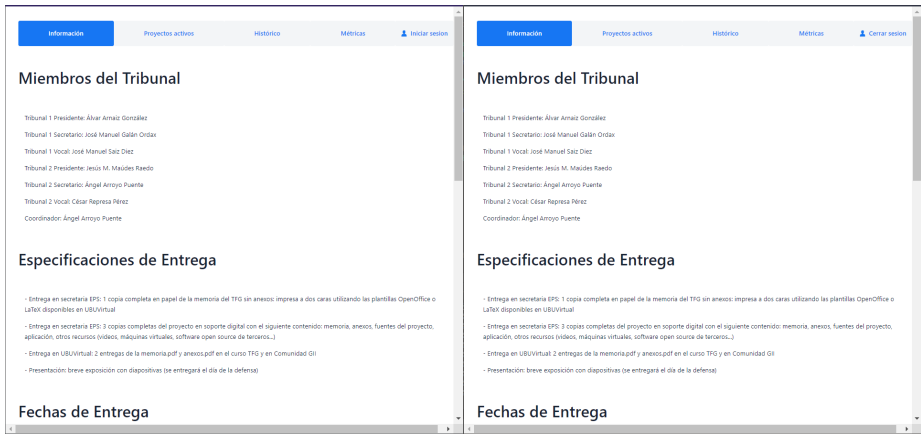 Información Proyectos activos Histórico Métricas Iniciar sesion
Miembros del Tribunal
Tribunal 1 Presidente: Álvar Arnaiz González
Tribunal 1 Secretario: José Manuel Galán Ordax
Tribunal 1 Vocal: José Manuel Saiz Diez
Tribunal 2 Presidente: Jesús M. Maúdes Raedo
Tribunal 2 Secretario: Ángel Arroyo Puente
Tribunal 2 Vocal: César Represa Pérez
Coordinador: Ángel Arroyo Puente
Especificaciones de Entrega
- Entrega en secretaria EPS: 1 copia completa en papel de la memoria del TFG sin anexos: impresa a dos caras utilizando las plantillas OpenOffice o
LaTeX disponibles en UBUVirtual
- Entrega en secretaria EPS: 3 copias completas del proyecto en soporte digital con el siguiente contenido: memoria, anexos, fuentes del proyecto,
aplicación, otros recursos (videos, máquinas virtuales, software open source de terceros...)
- Entrega en UBUVirtual: 2 entregas de la memoria.pdf y anexos.pdf en el curso TFG y en Comunidad GII
- Presentación: breve exposición con diapositivas (se entregará el día de la defensa)
Fechas de Entrega
Información Proyectos activos Histórico Métricas Cerrar sesion
Miembros del Tribunal
Tribunal 1 Presidente: Álvar Arnaiz González
Tribunal 1 Secretario: José Manuel Galán Ordax
Tribunal 1 Vocal: José Manuel Saiz Diez
Tribunal 2 Presidente: Jesús M. Maúdes Raedo
Tribunal 2 Secretario: Ángel Arroyo Puente
Tribunal 2 Vocal: César Represa Pérez
Coordinador: Ángel Arroyo Puente
Especificaciones de Entrega
- Entrega en secretaria EPS: 1 copia completa en papel de la memoria del TFG sin anexos: impresa a dos caras utilizando las plantillas OpenOffice o
LaTeX disponibles en UBUVirtual
- Entrega en secretaria EPS: 3 copias completas del proyecto en soporte digital con el siguiente contenido: memoria, anexos, fuentes del proyecto,
aplicación, otros recursos (videos, máquinas virtuales, software open source de terceros...)
- Entrega en UBUVirtual: 2 entregas de la memoria.pdf y anexos.pdf en el curso TFG y en Comunidad GII
- Presentación: breve exposición con diapositivas (se entregará el día de la defensa)
Fechas de Entrega